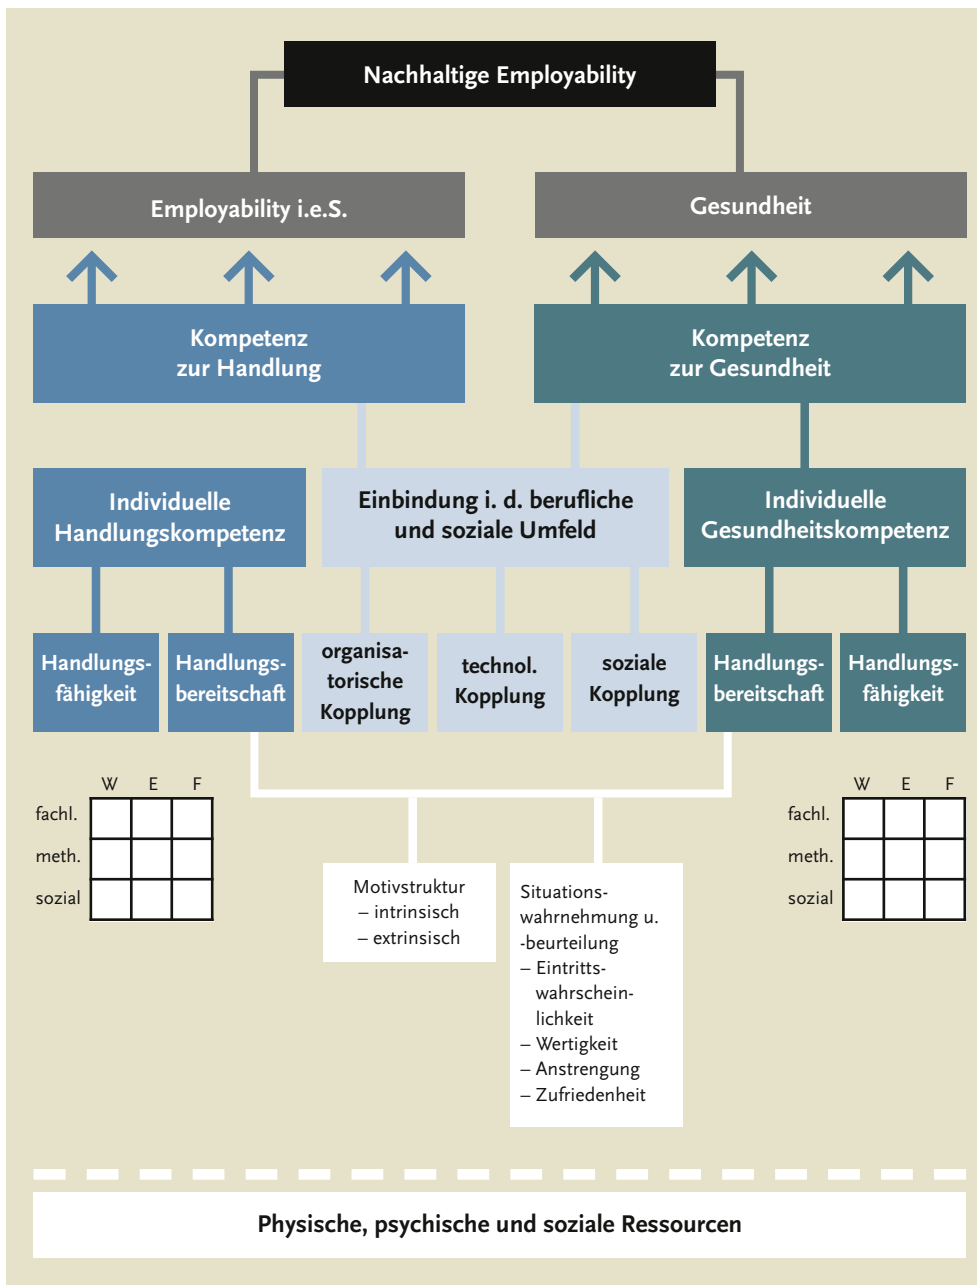 Nachhaltige Employability
Employability i.e.S.
Gesundheit
Kompetenz
zur Handlung
Kompetenz
zur Gesundheit
Individuelle
Handlungskompetenz
Einbindung i. d. berufliche
und soziale Umfeld
Individuelle
Gesundheitskompetenz
Handlungs-
fähigkeit
Handlungs-
bereitschaft
organisa-
torische
Kopplung
technol.
Kopplung
soziale
Kopplung
Handlungs-
bereitschaft
Handlungs-
fähigkeit
W E F
fachl.
meth.
sozial
Motivstruktur
– intrinsisch
– extrinsisch
Situations-
wahrnehmung u.
-beurteilung
– Eintritts-
wahrschein-
lichkeit
– Wertigkeit
– Anstrengung
– Zufriedenheit
W E F
fachl.
meth.
sozial
Physische, psychische und soziale Ressourcen